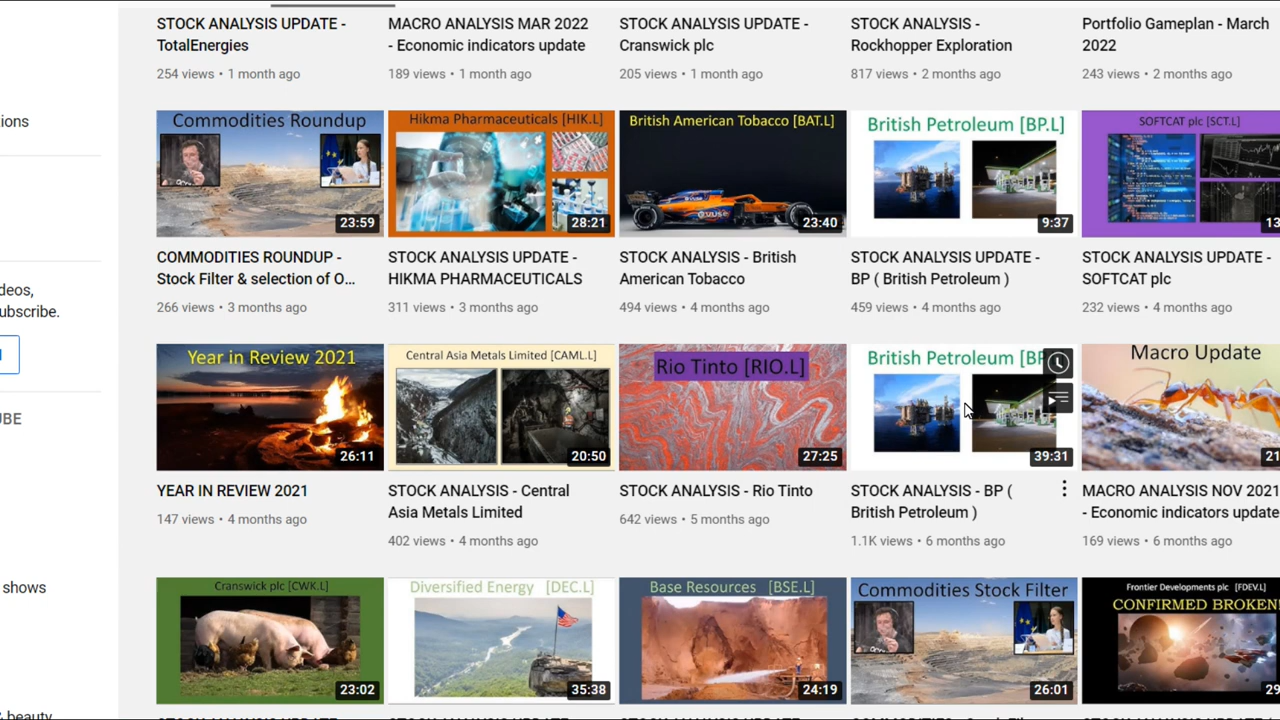 STOCK ANALYSIS UPDATE -
TotalEnergies
254 views • 1 month ago
MACRO ANALYSIS MAR 2022
- Economic indicators update
189 views • 1 month ago
STOCK ANALYSIS UPDATE -
Cranswick plc
205 views • 1 month ago
STOCK ANALYSIS -
Rockhopper Exploration
817 views • 2 months ago
Portfolio Gameplan - March
2022
243 views • 2 months ago
tions
deos,
ubscribe.
UBE
shows
& beauty
Commodities Roundup
23:59
COMMODITIES ROUNDUP -
Stock Filter & selection of O...
266 views • 3 months ago
Hikma Pharmaceuticals [HIK.L]
28:21
STOCK ANALYSIS UPDATE -
HIKMA PHARMACEUTICALS
311 views • 3 months ago
British American Tobacco [BAT.L]
23:40
STOCK ANALYSIS - British
American Tobacco
494 views • 4 months ago
British Petroleum [BP.L]
9:37
STOCK ANALYSIS UPDATE -
BP ( British Petroleum )
459 views • 4 months ago
SOFTCAT plc [SCT.L]
13
STOCK ANALYSIS UPDATE -
SOFTCAT plc
232 views • 4 months ago
Year in Review 2021
26:11
YEAR IN REVIEW 2021
147 views • 4 months ago
Central Asia Metals Limited [CAML.L]
20:50
STOCK ANALYSIS - Central
Asia Metals Limited
402 views • 4 months ago
Rio Tinto [RIO.L]
27:25
STOCK ANALYSIS - Rio Tinto
642 views • 5 months ago
British Petroleum [BP
39:31
STOCK ANALYSIS - BP (
British Petroleum )
1.1K views • 6 months ago
Macro Update
21
MACRO ANALYSIS NOV 2021
- Economic indicators update
169 views • 6 months ago
Cranswick plc [CWK.L]
23:02
Diversified Energy [DEC.L]
35:38
Base Resources [BSE.L]
24:19
Commodities Stock Filter
26:01
Frontier Developments plc [FDEV.L]
CONFIRMED BROKEN
29